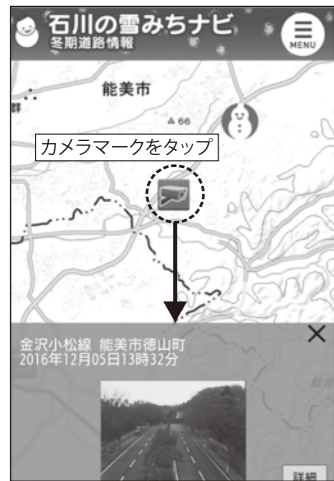 石川の雪みちナビ
冬期道路情報
MENU
能美市
群
66
カメラマークをタップ
金沢小松線 能美市徳山町
2016年12月05日13時32分
詳細